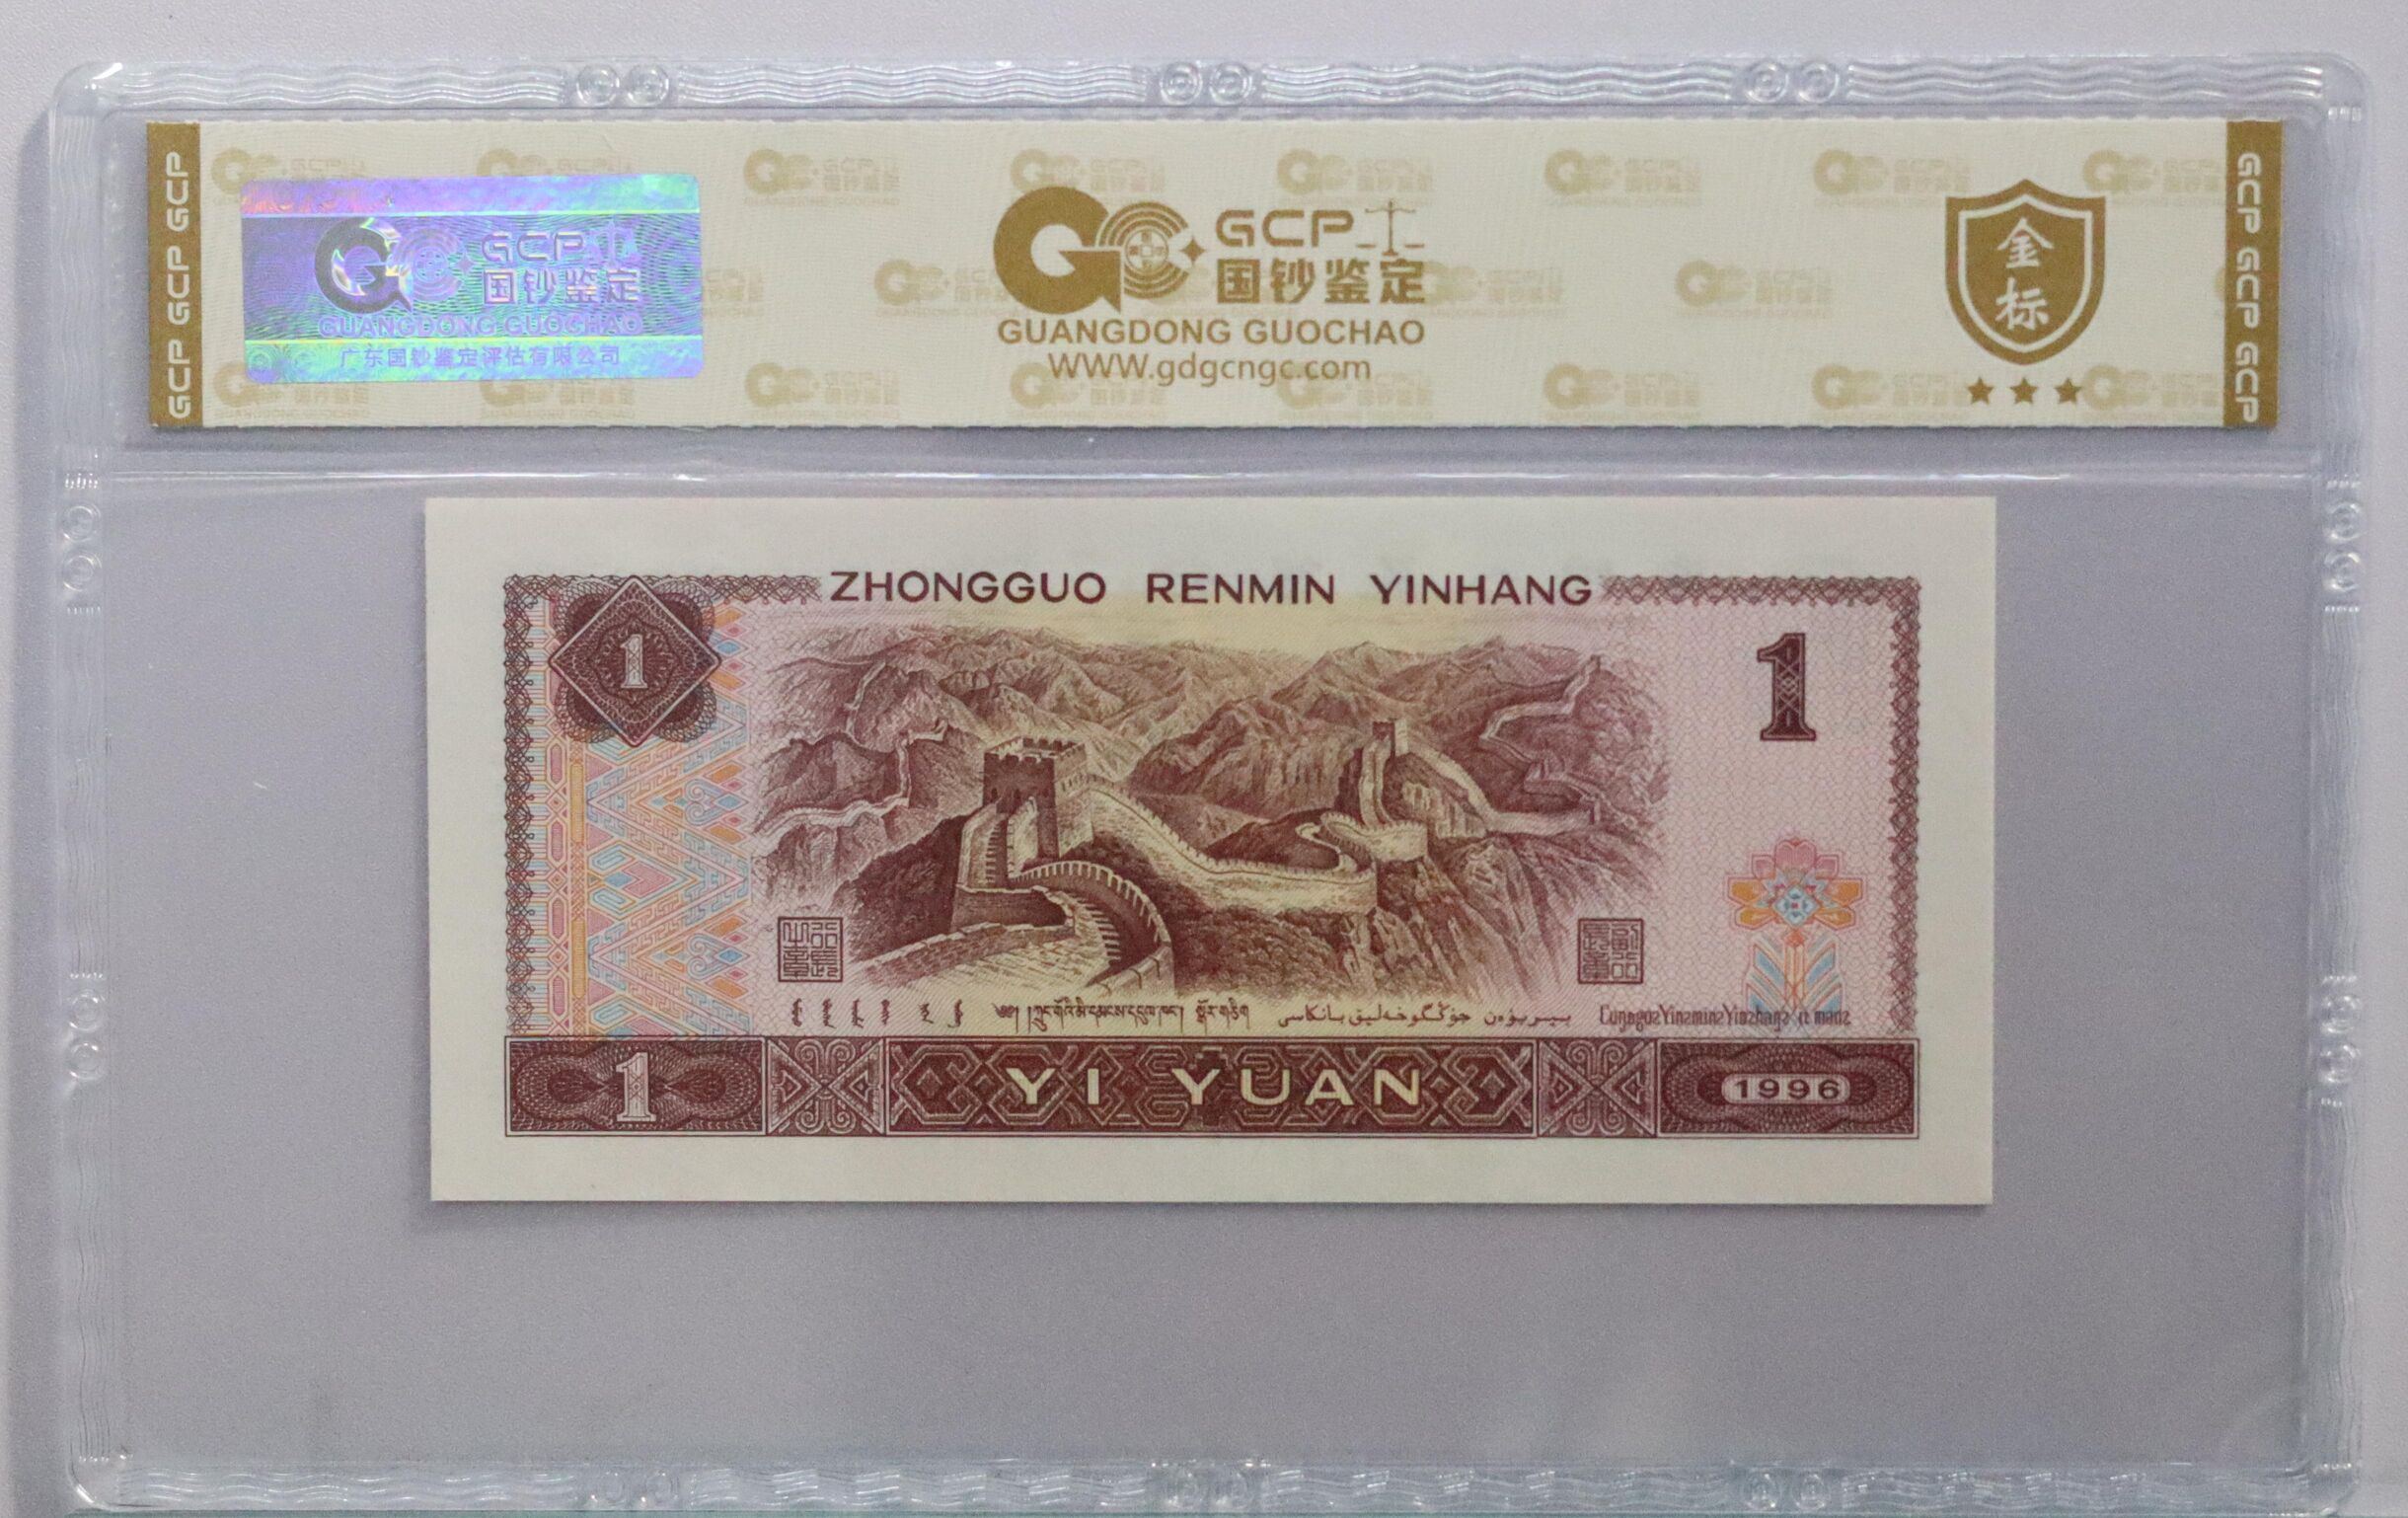 GCP GCP GCP
GCP
国钞鉴定
GUANGDONG GUOCHAO
广东国钞鉴定评估有限公司
GCP
国钞鉴定
GUANGDONG GUOCHAO
WWW.gdgcngc.com
金
标
GCP GCP GCP
ZHONGGUO RENMIN YINHANG
1
1
1
YI YUAN
1996